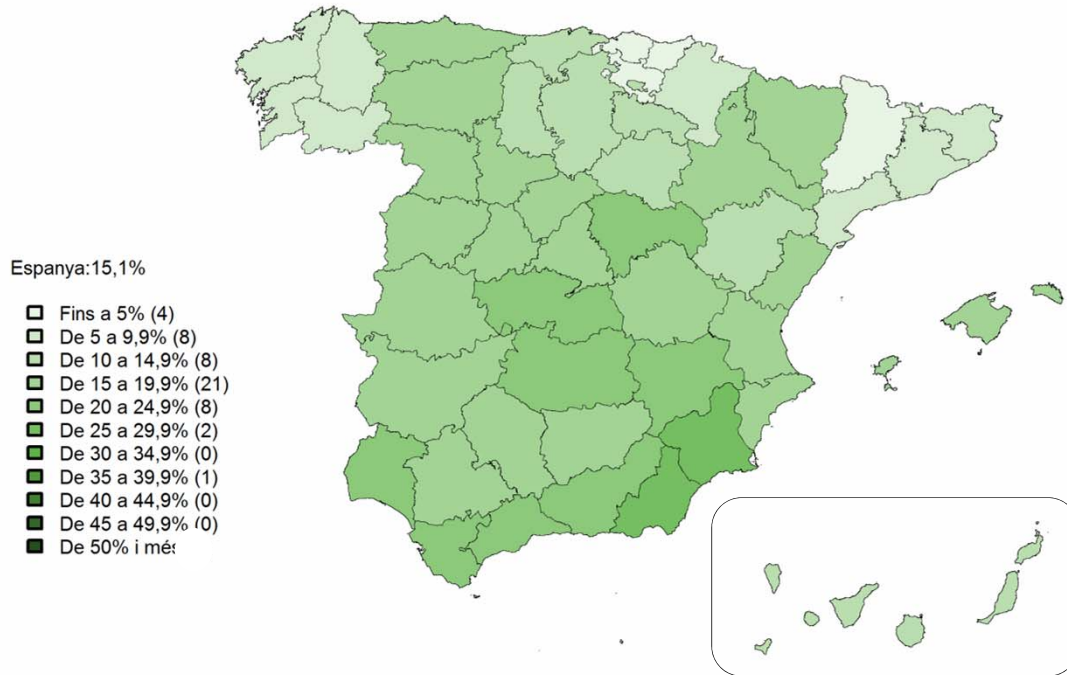 Espanya:15,1%
Fins a 5% (4)
De 5 a 9,9% (8)
De 10 a 14,9% (8)
De 15 a 19,9% (21)
De 20 a 24,9% (8)
De 25 a 29,9% (2)
De 30 a 34,9% (0)
De 35 a 39,9% (1)
De 40 a 44,9% (0)
De 45 a 49,9% (0)
De 50% i més